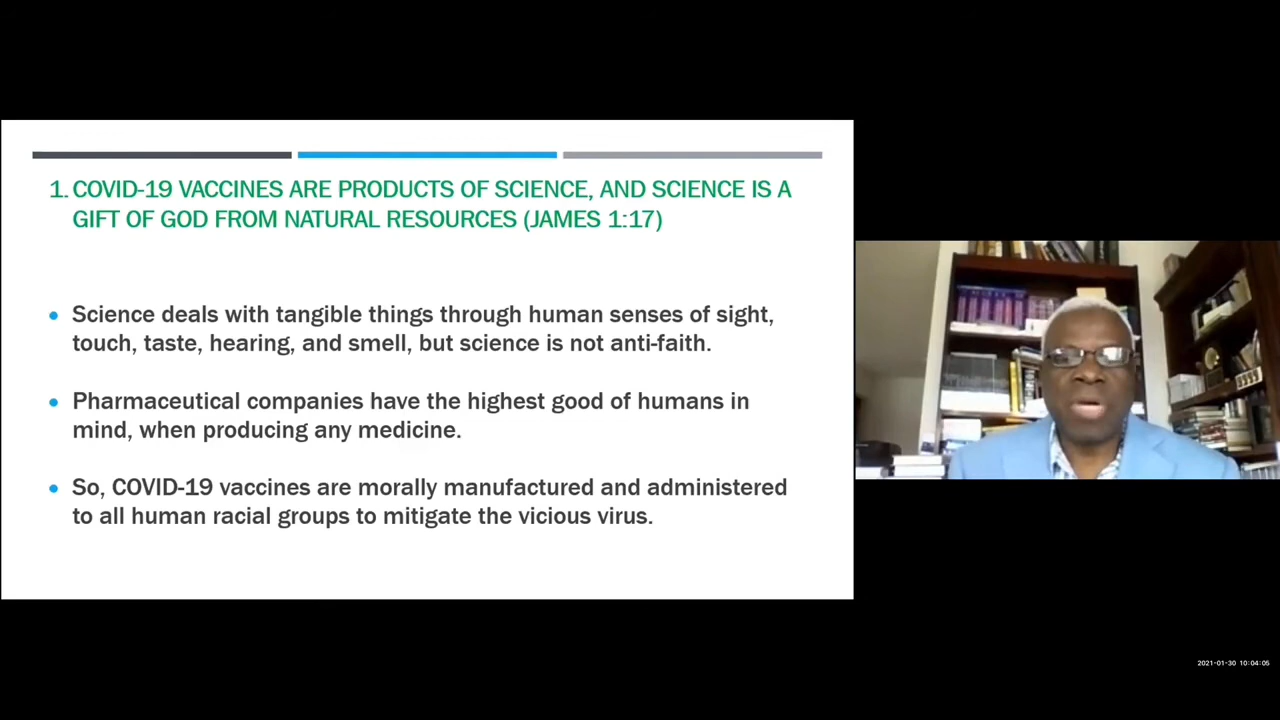 1. COVID-19 VACCINES ARE PRODUCTS OF SCIENCE, AND SCIENCE IS A
GIFT OF GOD FROM NATURAL RESOURCES (JAMES 1:17)
• Science deals with tangible things through human senses of sight,
touch, taste, hearing, and smell, but science is not anti-faith.
• Pharmaceutical companies have the highest good of humans in
mind, when producing any medicine.
• So, COVID-19 vaccines are morally manufactured and administered
to all human racial groups to mitigate the vicious virus.
2021-01-30 10:04:05